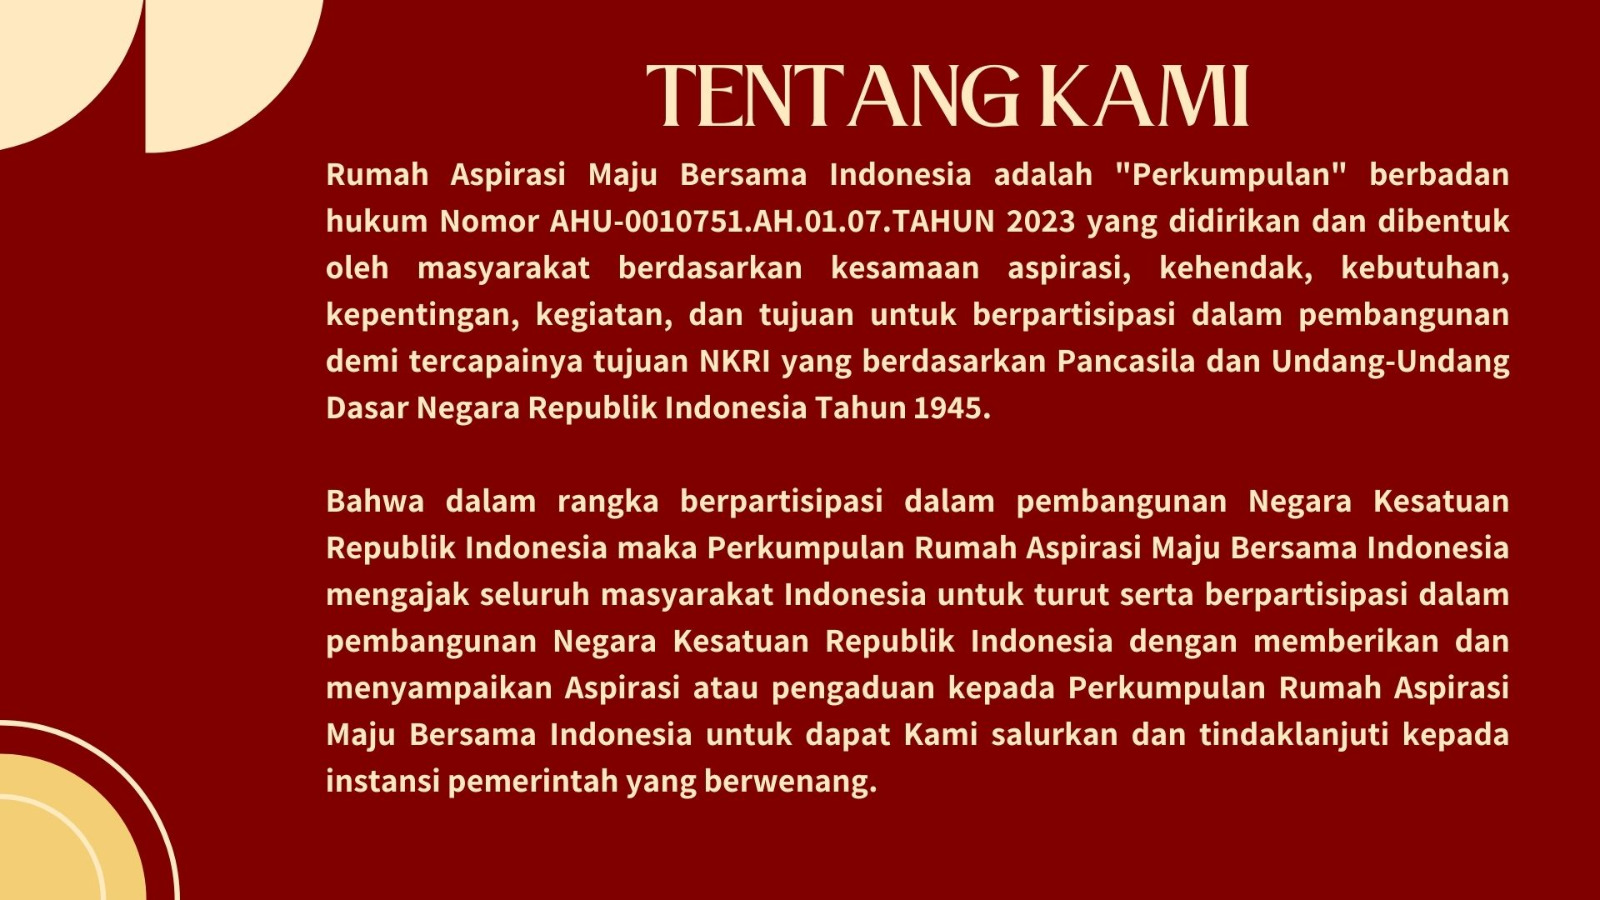 TENTANG KAMI
Rumah Aspirasi Maju Bersama Indonesia adalah "Perkumpulan" berbadan
hukum Nomor AHU-0010751.AH.01.07.TAHUN 2023 yang didirikan dan dibentuk
oleh masyarakat berdasarkan kesamaan aspirasi, kehendak, kebutuhan,
kepentingan, kegiatan, dan tujuan untuk berpartisipasi dalam pembangunan
demi tercapainya tujuan NKRI yang berdasarkan Pancasila dan Undang-Undang
Dasar Negara Republik Indonesia Tahun 1945.
Bahwa dalam rangka berpartisipasi dalam pembangunan Negara Kesatuan
Republik Indonesia maka Perkumpulan Rumah Aspirasi Maju Bersama Indonesia
mengajak seluruh masyarakat Indonesia untuk turut serta berpartisipasi dalam
pembangunan Negara Kesatuan Republik Indonesia dengan memberikan dan
menyampaikan Aspirasi atau pengaduan kepada Perkumpulan Rumah Aspirasi
Maju Bersama Indonesia untuk dapat Kami salurkan dan tindaklanjuti kepada
instansi pemerintah yang berwenang.